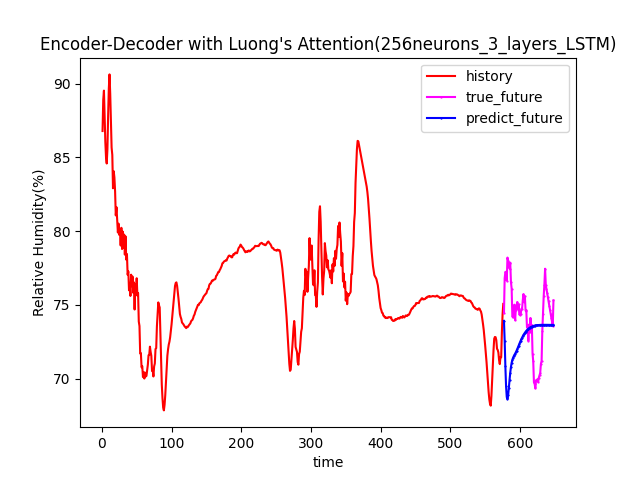 Encoder-Decoder with Luong's Attention(256neurons_3_layers_LSTM)
history
true_future
predict_future
Relative Humidity(%)
90
85
80
75
70
0 100 200 300 400 500 600
time